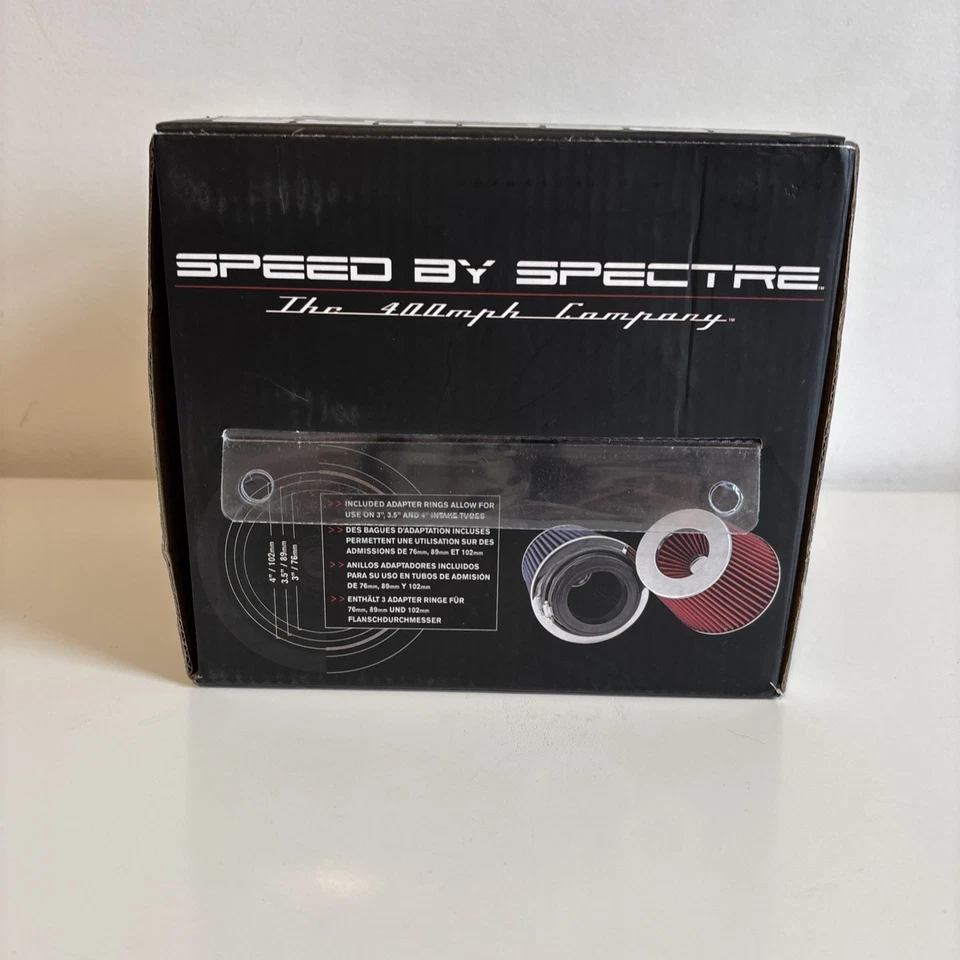 SPEED BY SPECTRE™
The 400mph Company™
>> INCLUDED ADAPTER RINGS ALLOW FOR
USE ON 3", 3.5" AND 4" INTAKE TUBES
>> DES BAGUES D'ADAPTATION INCLUSES
PERMETTENT UNE UTILISATION SUR DES
ADMISSIONS DE 76mm, 89mm ET 102mm
>> ANILLOS ADAPTADORES INCLUIDOS
PARA SU USO EN TUBOS DE ADMISIÓN
DE 76mm, 89mm Y 102mm
>> ENTHÄLT 3 ADAPTER RINGE FÜR
76mm, 89mm UND 102mm
FLANSCHDURCHMESSER
4" / 102mm
3.5" / 89mm
3" / 76mm